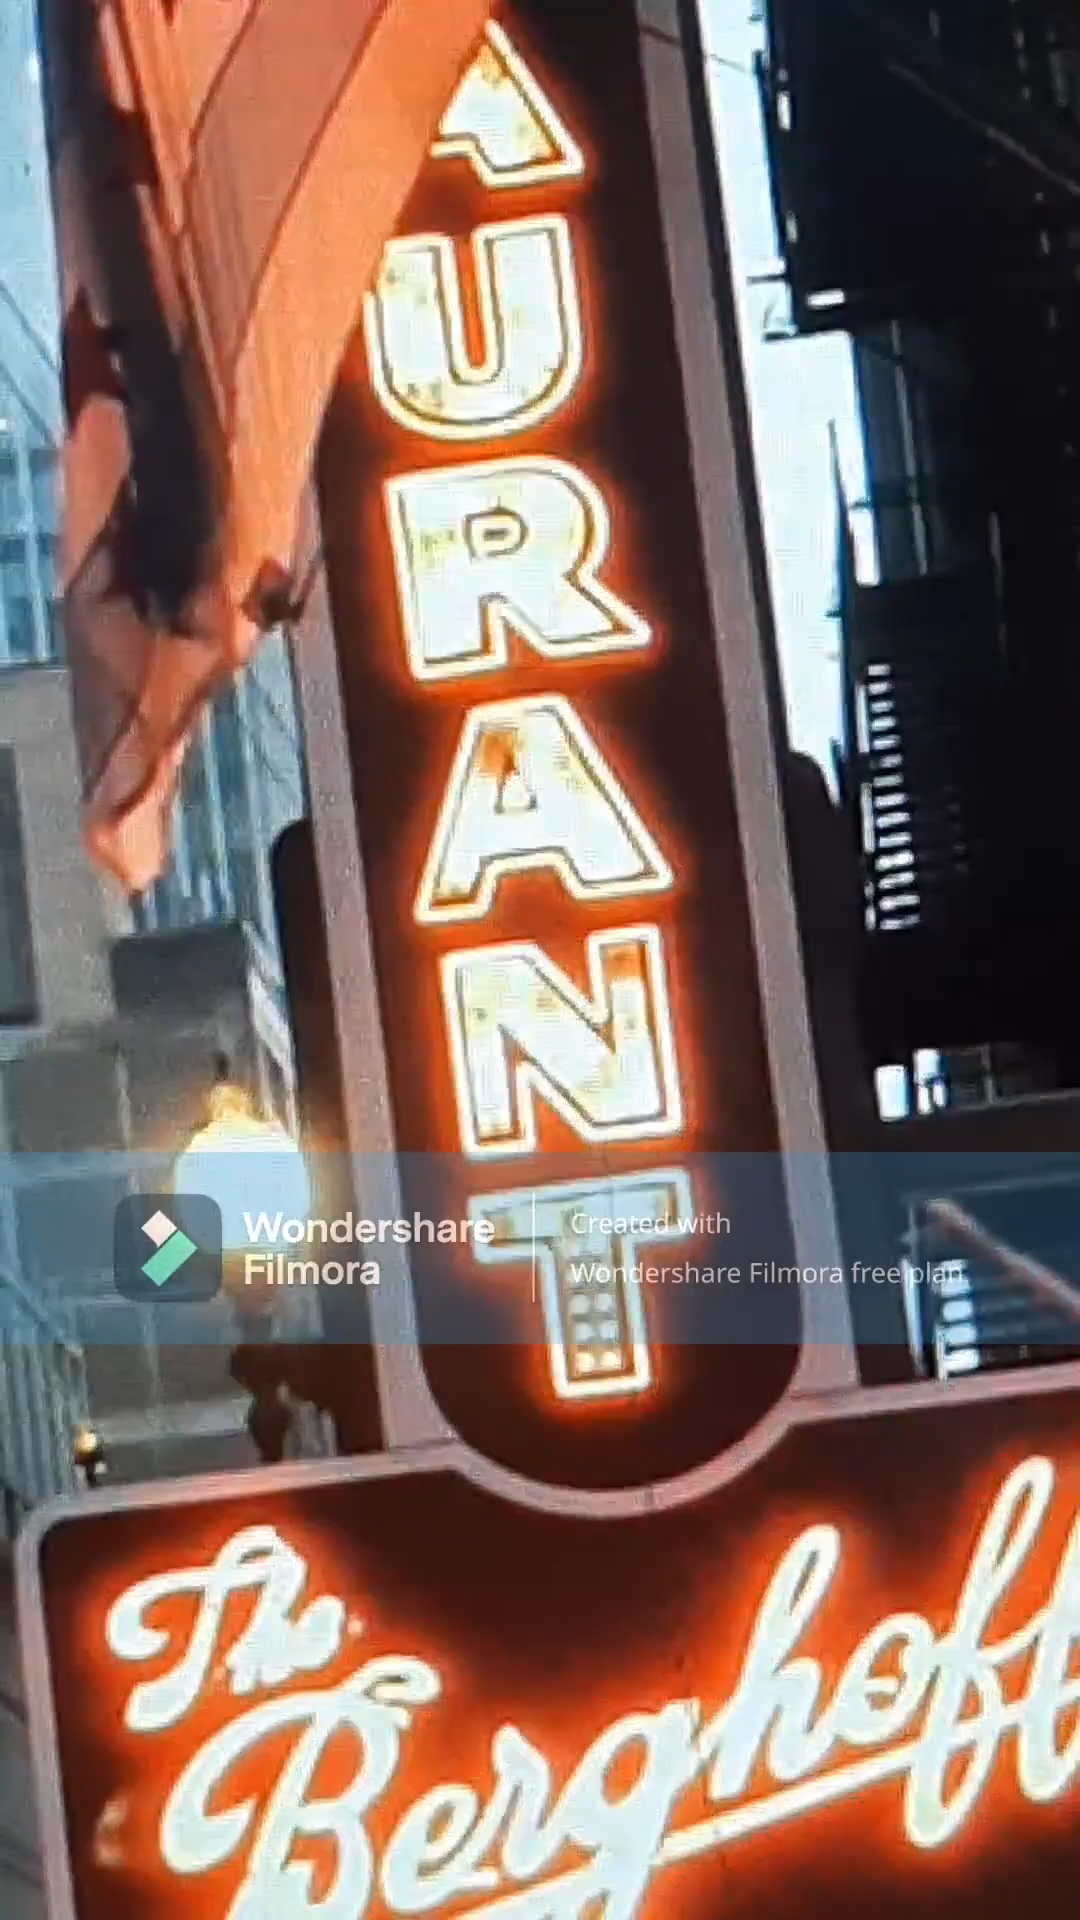 AURANT
Wondershare
Filmora
Created with
Wondershare Filmora free plan
The
Berghoff